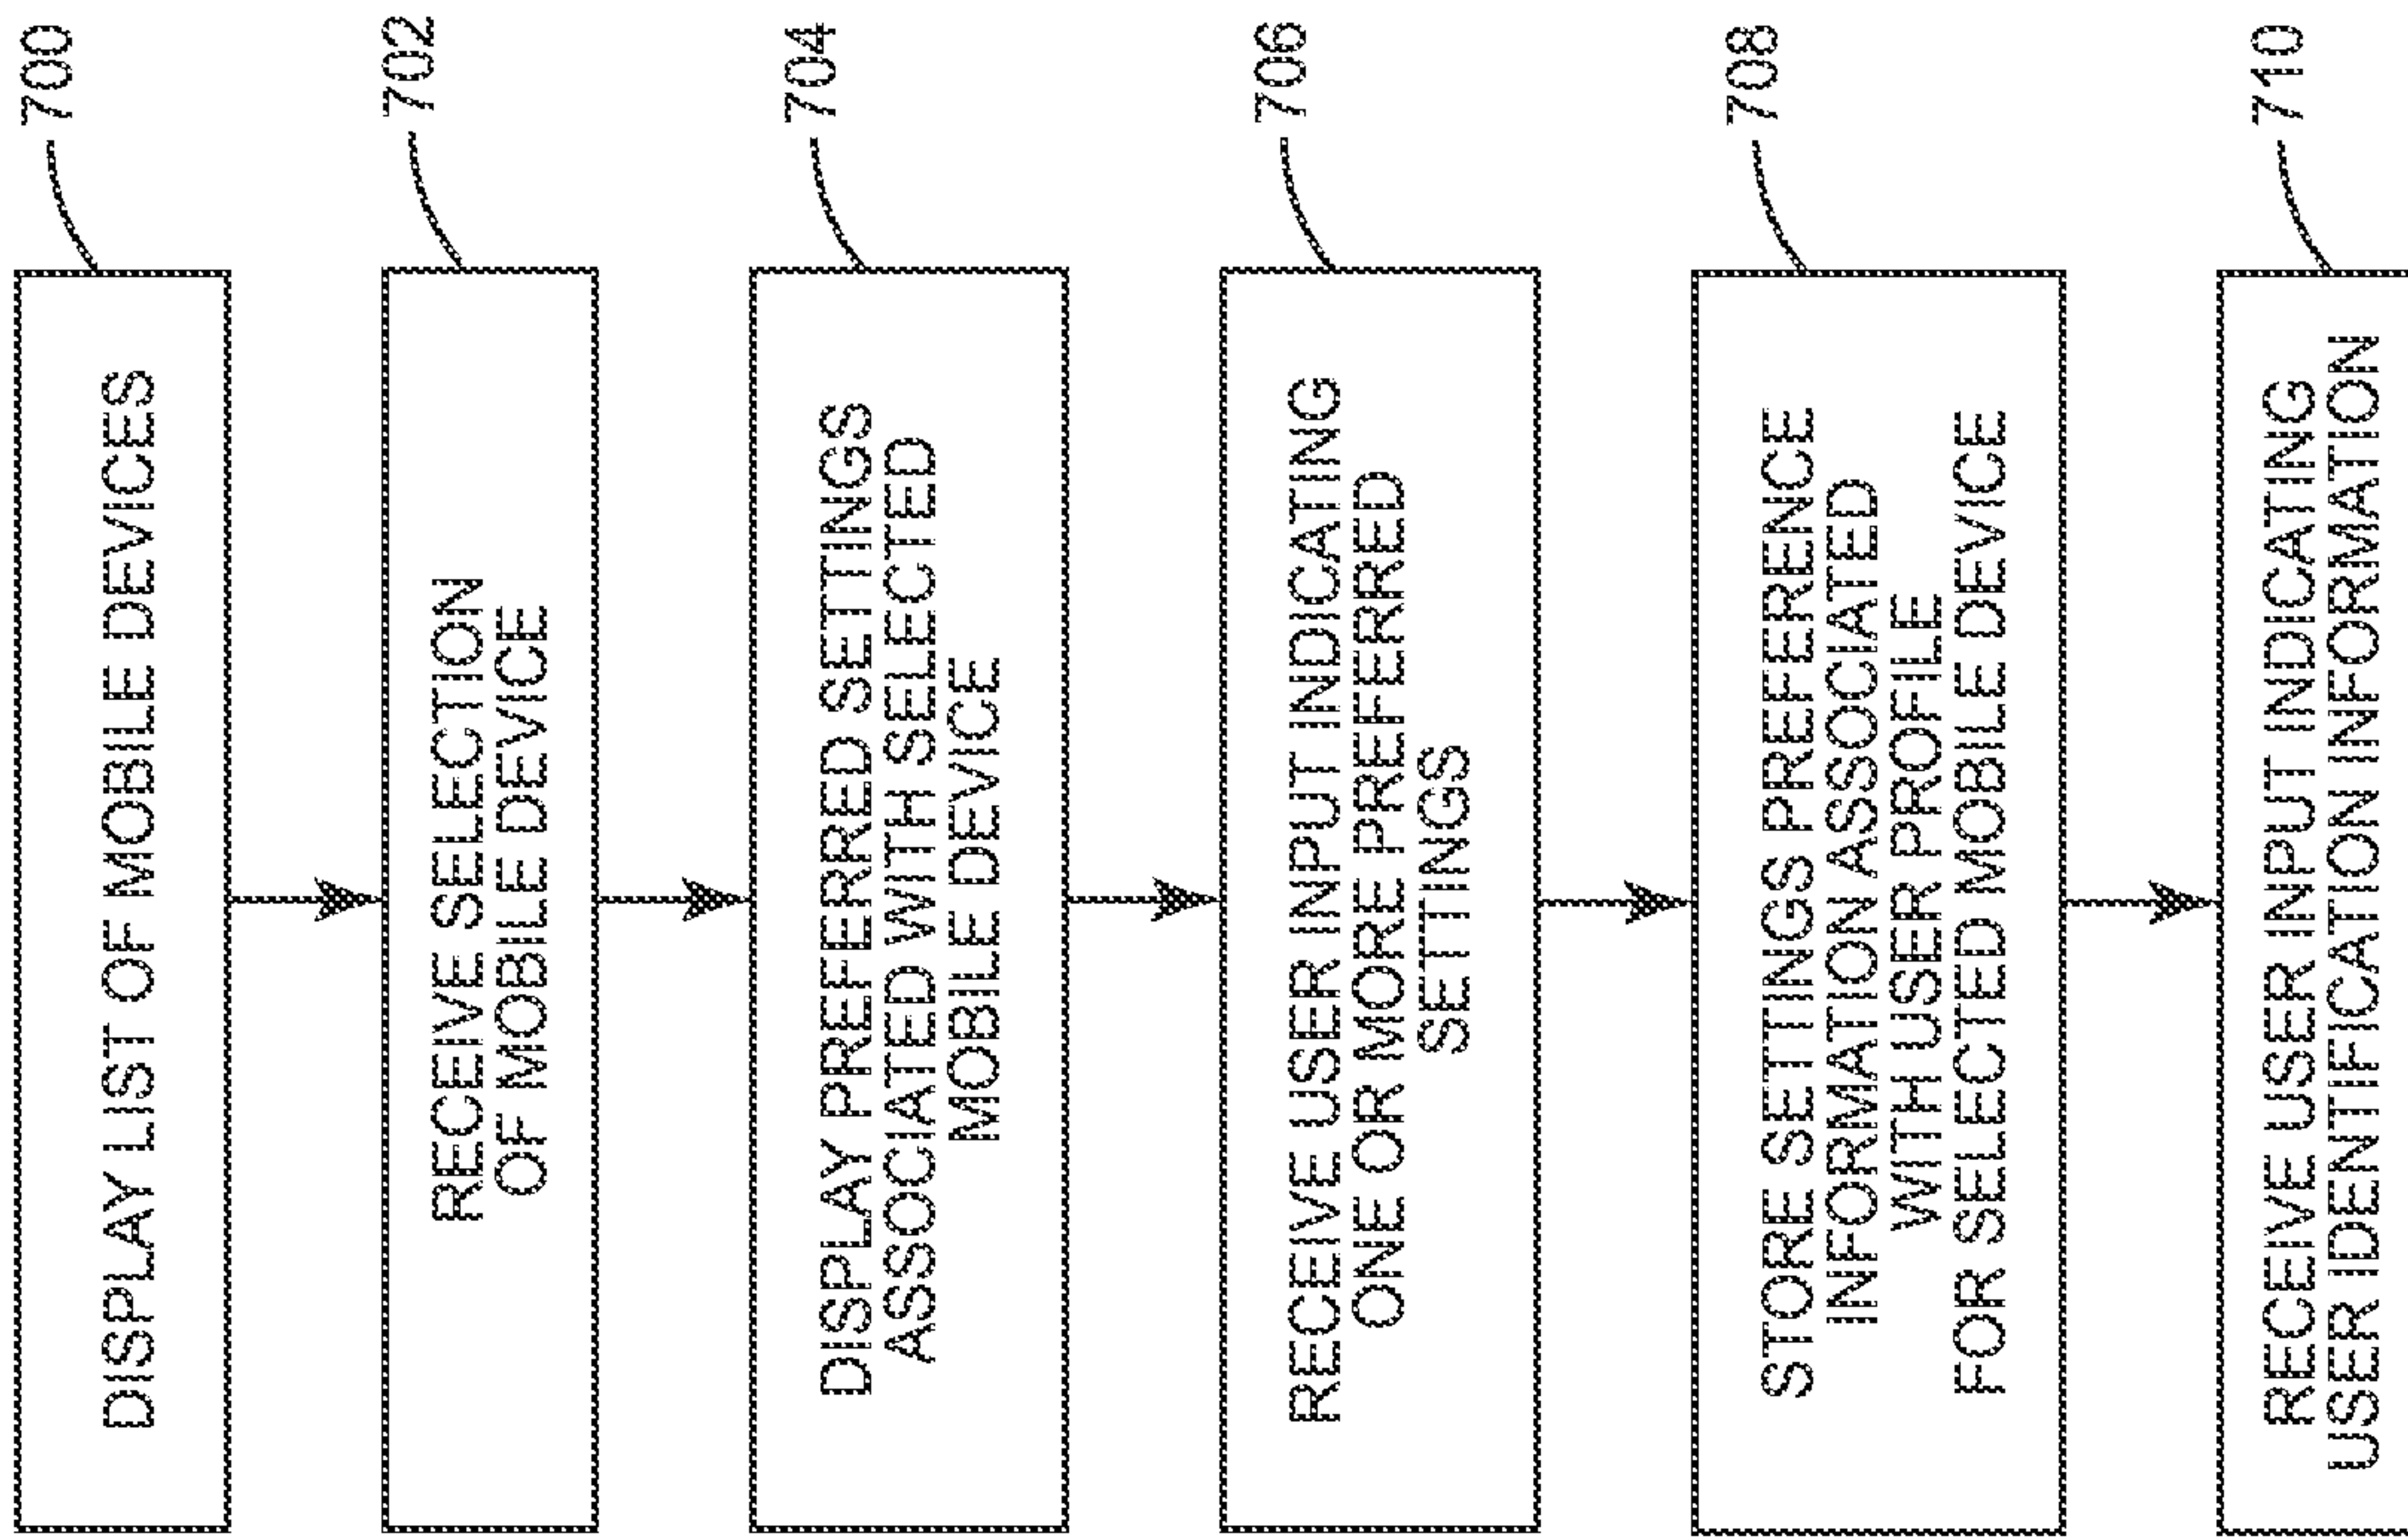 700
DISPLAY LIST OF MOBILE DEVICES
702
RECEIVE SELECTION
OF MOBILE DEVICE
704
DISPLAY PREFERRED SETTINGS
ASSOCIATED WITH SELECTED
MOBILE DEVICE
706
RECEIVE USER INPUT INDICATING
ONE OR MORE PREFERRED
SETTINGS
708
STORE SETTINGS PREFERENCE
INFORMATION ASSOCIATED
WITH USER PROFILE
FOR SELECTED MOBILE DEVICE
710
RECEIVE USER INPUT INDICATING
USER IDENTIFICATION INFORMATION